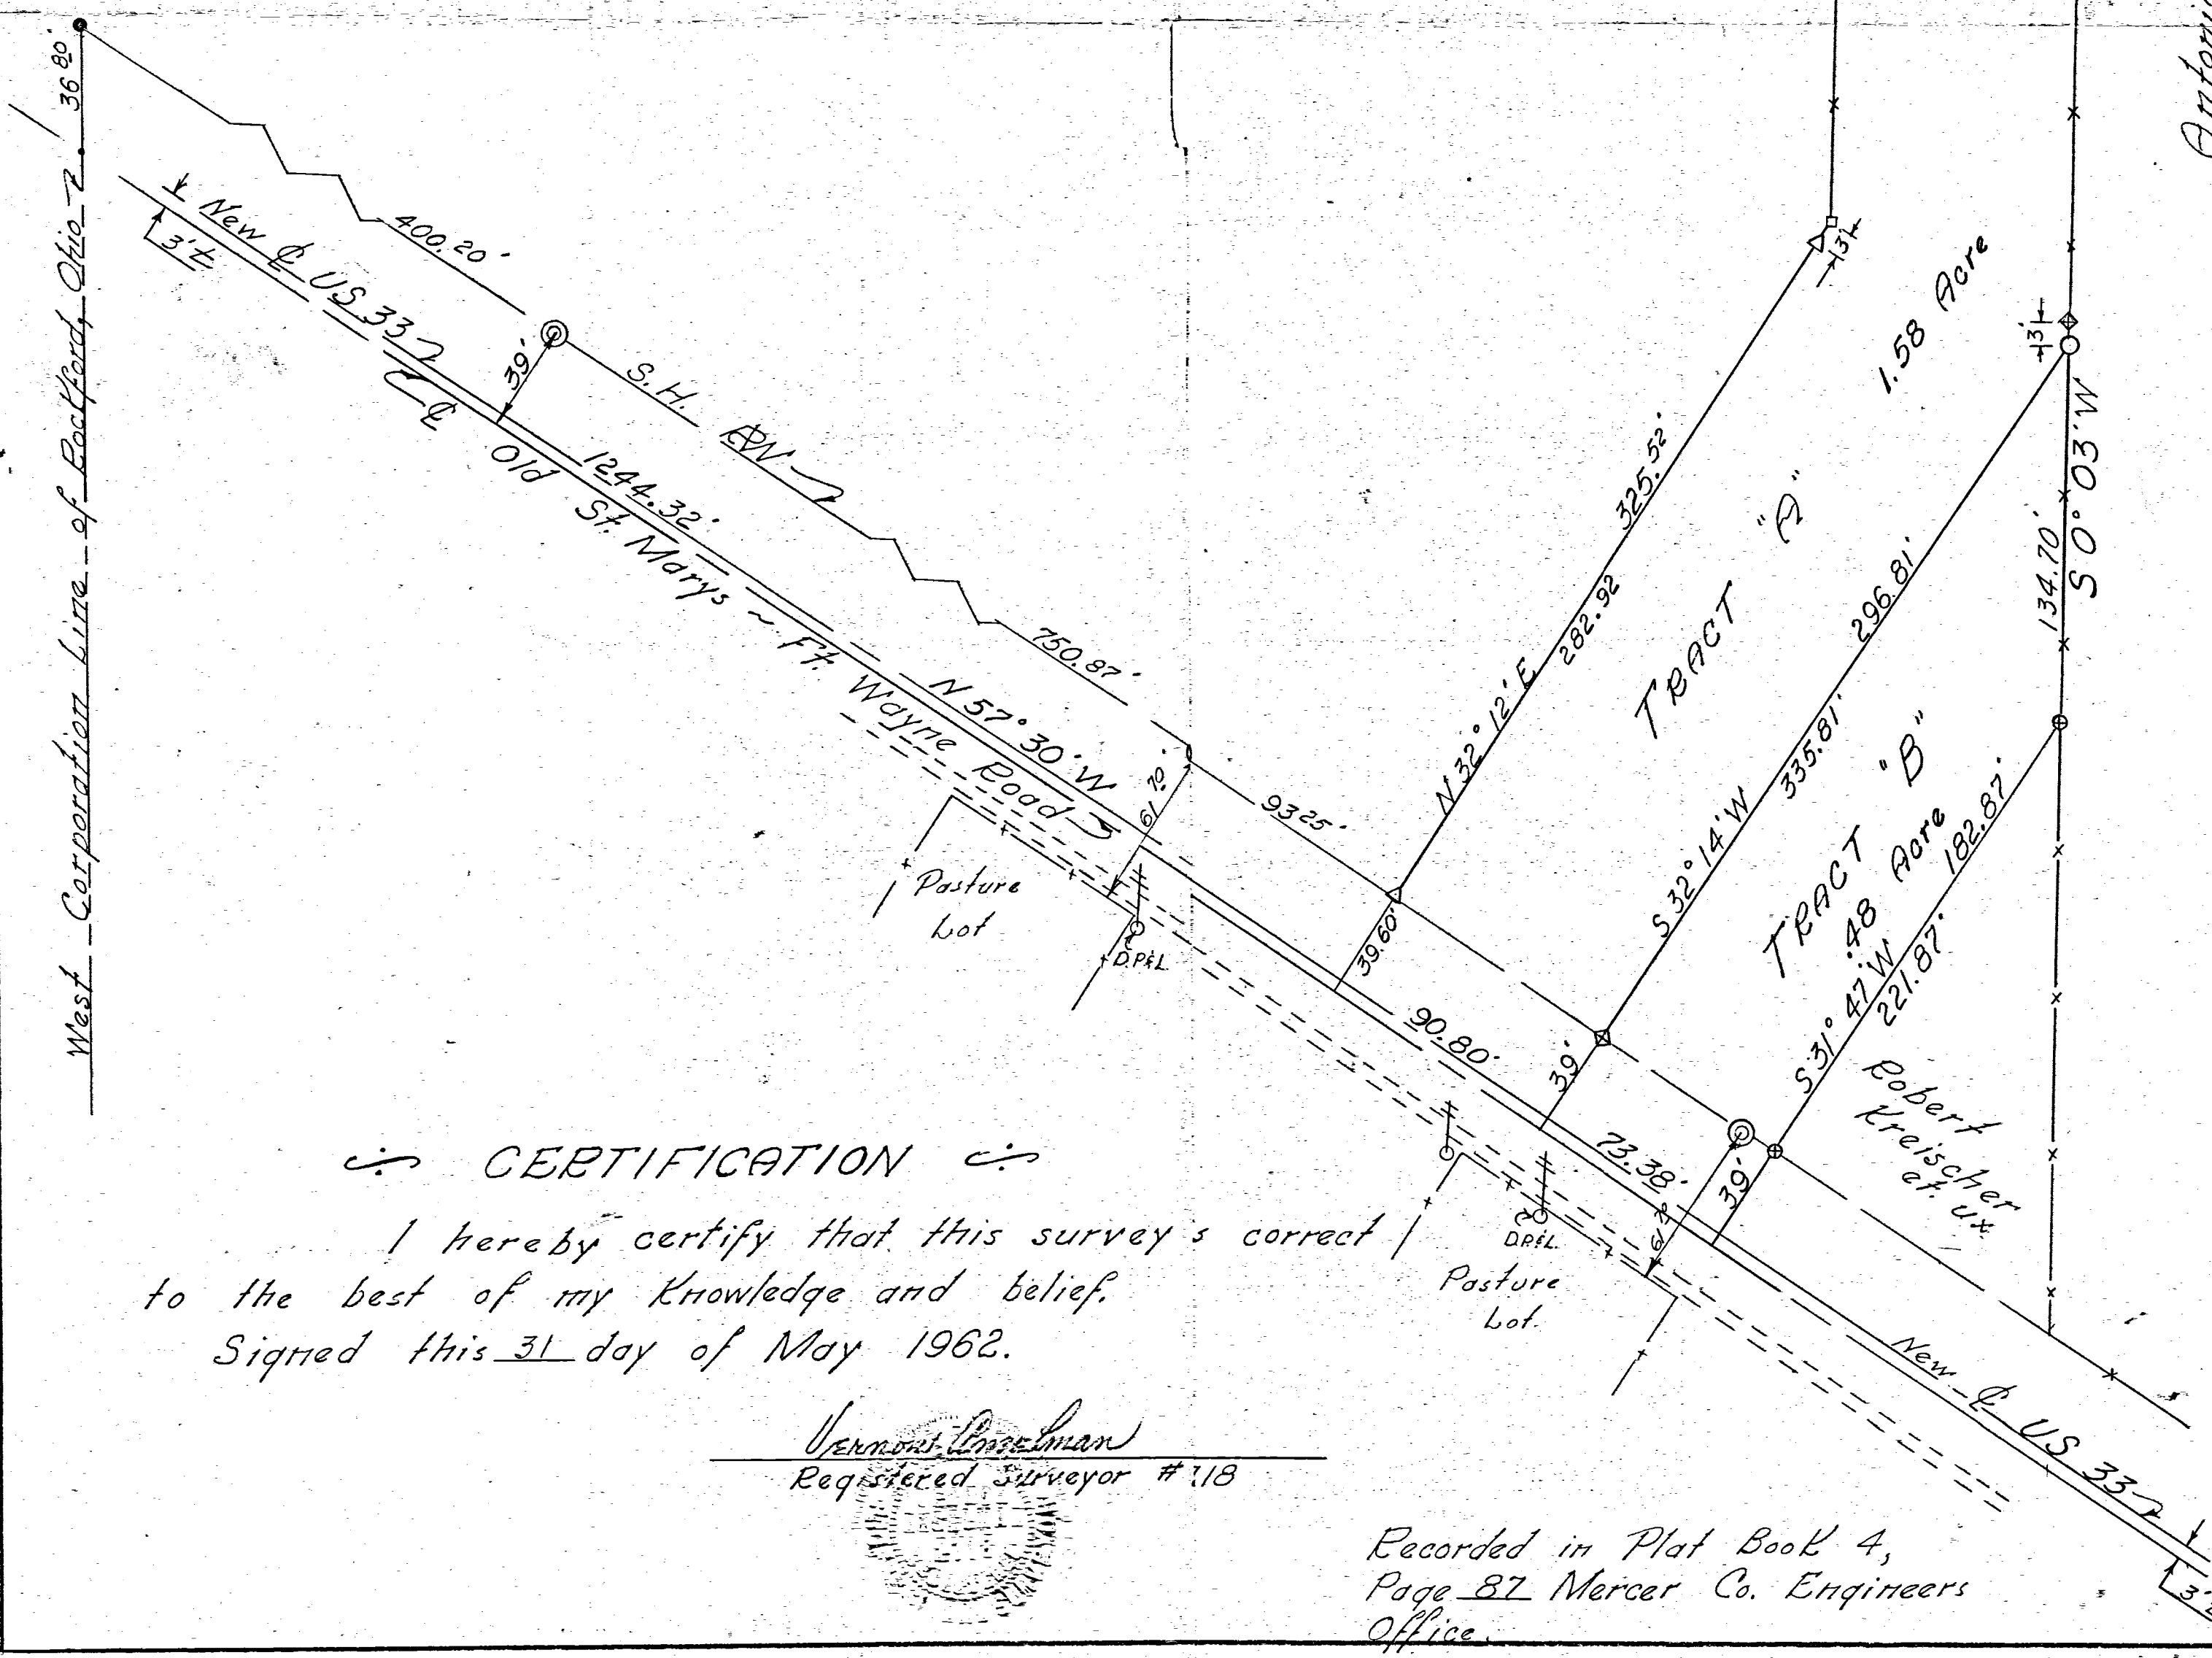 West Corporation Line of Rockford, Ohio
36 80'
New ℄ US 33
3'±
400.20'
39'
S.H. R/W
℄ Old St. Marys ~ Ft. Wayne Road
1244.32'
N 57° 30' W
750.87'
61 70'
93 25'
Pasture
Lot
D.P.&L.
N 32° 12' E
325.52'
282.92
39.60'
3'
TRACT "A"
1.58 Acre
3'
S 32° 14' W
296.81'
335.81'
39'
90.80'
134.70'
S 0° 03' W
TRACT "B"
.48 Acre
S 31° 47' W
182.87'
221.87'
39'
73.38'
Robert
Kreischer
et. ux.
D.P.&L.
Pasture
Lot.
New ℄ US 33
CERTIFICATION
I hereby certify that this survey's correct
to the best of my Knowledge and belief.
Signed this 31 day of May 1962.
Registered Surveyor #
Recorded in Plat Book 4,
Page 87 Mercer Co. Engineers
Office.